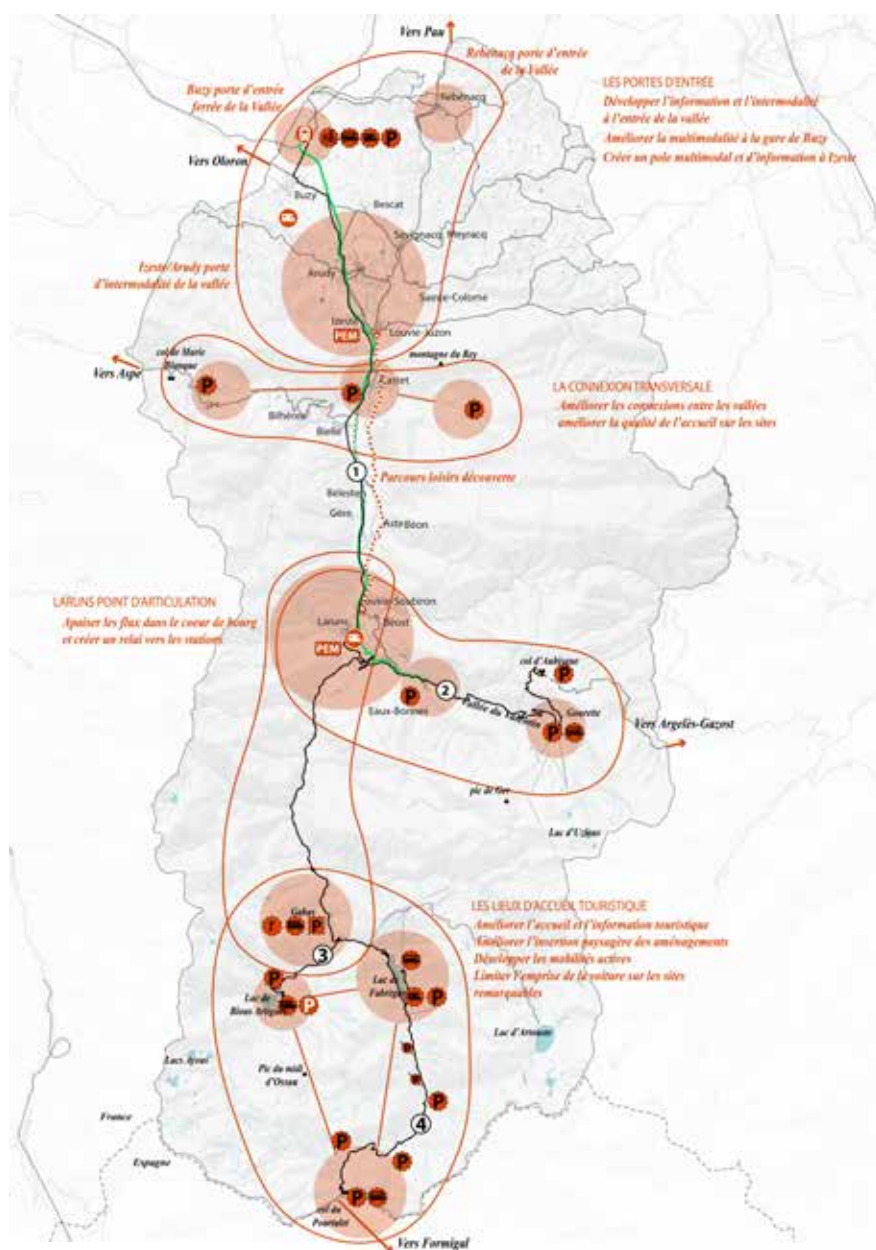 Vers Pau
Rébénacq porte d'entrée
de la Vallée
LES PORTES D'ENTRÉE
Développer l'information et l'intermodalité
à l'entrée de la vallée
Améliorer la multimodalité à la gare de Buzy
Créer un pole multimodal et d'information à Izeste
Buzy porte d'entrée
ferrée de la Vallée
Rébénacq
P
Vers Oloron
Buzy
Bescat
Sévignacq Meyracq
Izeste/Arudy porte
d'intermodalité de la vallée
Arudy
Sainte-Colome
Izeste
PEM
Louvie-Juzon
col de Marie
Blanque
montagne du Rey
Vers Aspe
P
P
Castet
P
LA CONNEXION TRANSVERSALE
Améliorer les connexions entre les vallées
améliorer la qualité de l'accueil sur les sites
Bilhères
Bielle
1
Parcours loisirs découverte
Béleste
Gère
Aste Béon
LARUNS POINT D'ARTICULATION
Apaiser les flux dans le coeur de bourg
et créer un relai vers les stations
Louvie-Soubiron
Laruns
Béost
PEM
col d'Aubisque
P
2
P
Eaux-Bonnes
Vallée du Valentin
Gourette
P
Vers Argelès-Gazost
pic de Ger
Lac d'Uzious
LES LIEUX D'ACCUEIL TOURISTIQUE
Améliorer l'accueil et l'information touristique
Améliorer l'insertion paysagère des aménagements
Développer les mobilités actives
Limiter l'emprise de la voiture sur les sites
remarquables
Gabas
P
3
P
Lac de
Bious Artigues
P
Lac de
Fabrèges
P
Lac d'Artouste
Lacs Ayous
Pic du midi
d'Ossau
P
P
P
4
France
Espagne
P
P
P
col du
Pourtalet
Vers Formigal